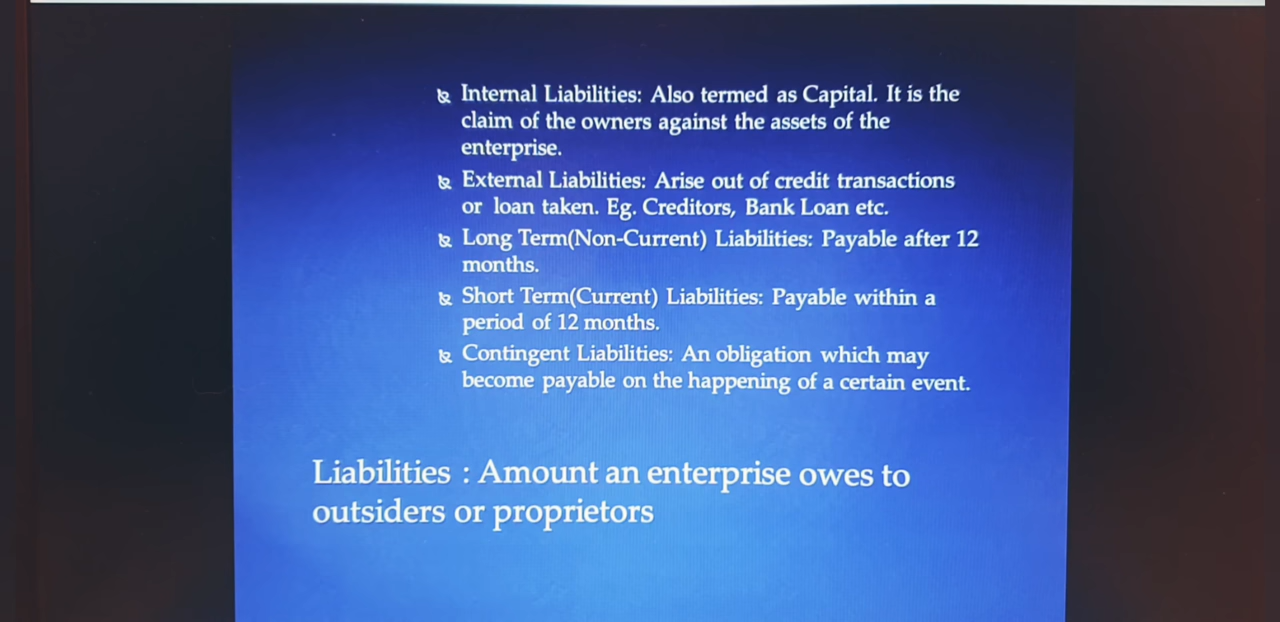 Internal Liabilities: Also termed as Capital. It is the
claim of the owners against the assets of the
enterprise.
External Liabilities: Arise out of credit transactions
or loan taken. Eg. Creditors, Bank Loan etc.
Long Term(Non-Current) Liabilities: Payable after 12
months.
Short Term(Current) Liabilities: Payable within a
period of 12 months.
Contingent Liabilities: An obligation which may
become payable on the happening of a certain event.
Liabilities : Amount an enterprise owes to
outsiders or proprietors